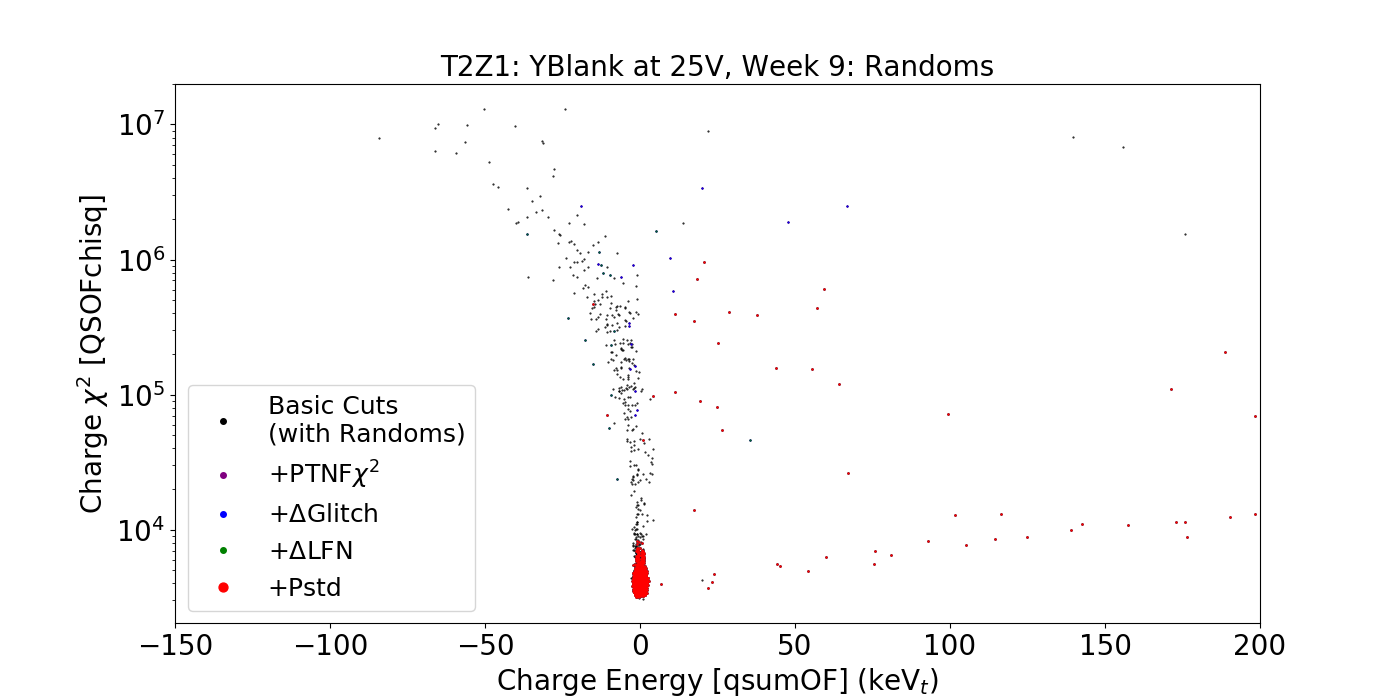 T2Z1: YBlank at 25V, Week 9: Randoms
10⁷
10⁶
10⁵
10⁴
Charge χ² [QSOFchisq]
Basic Cuts
(with Randoms)
+PTNFχ²
+ΔGlitch
+ΔLFN
+Pstd
−150 −100 −50 0 50 100 150 200
Charge Energy [qsumOF] (keVₜ)